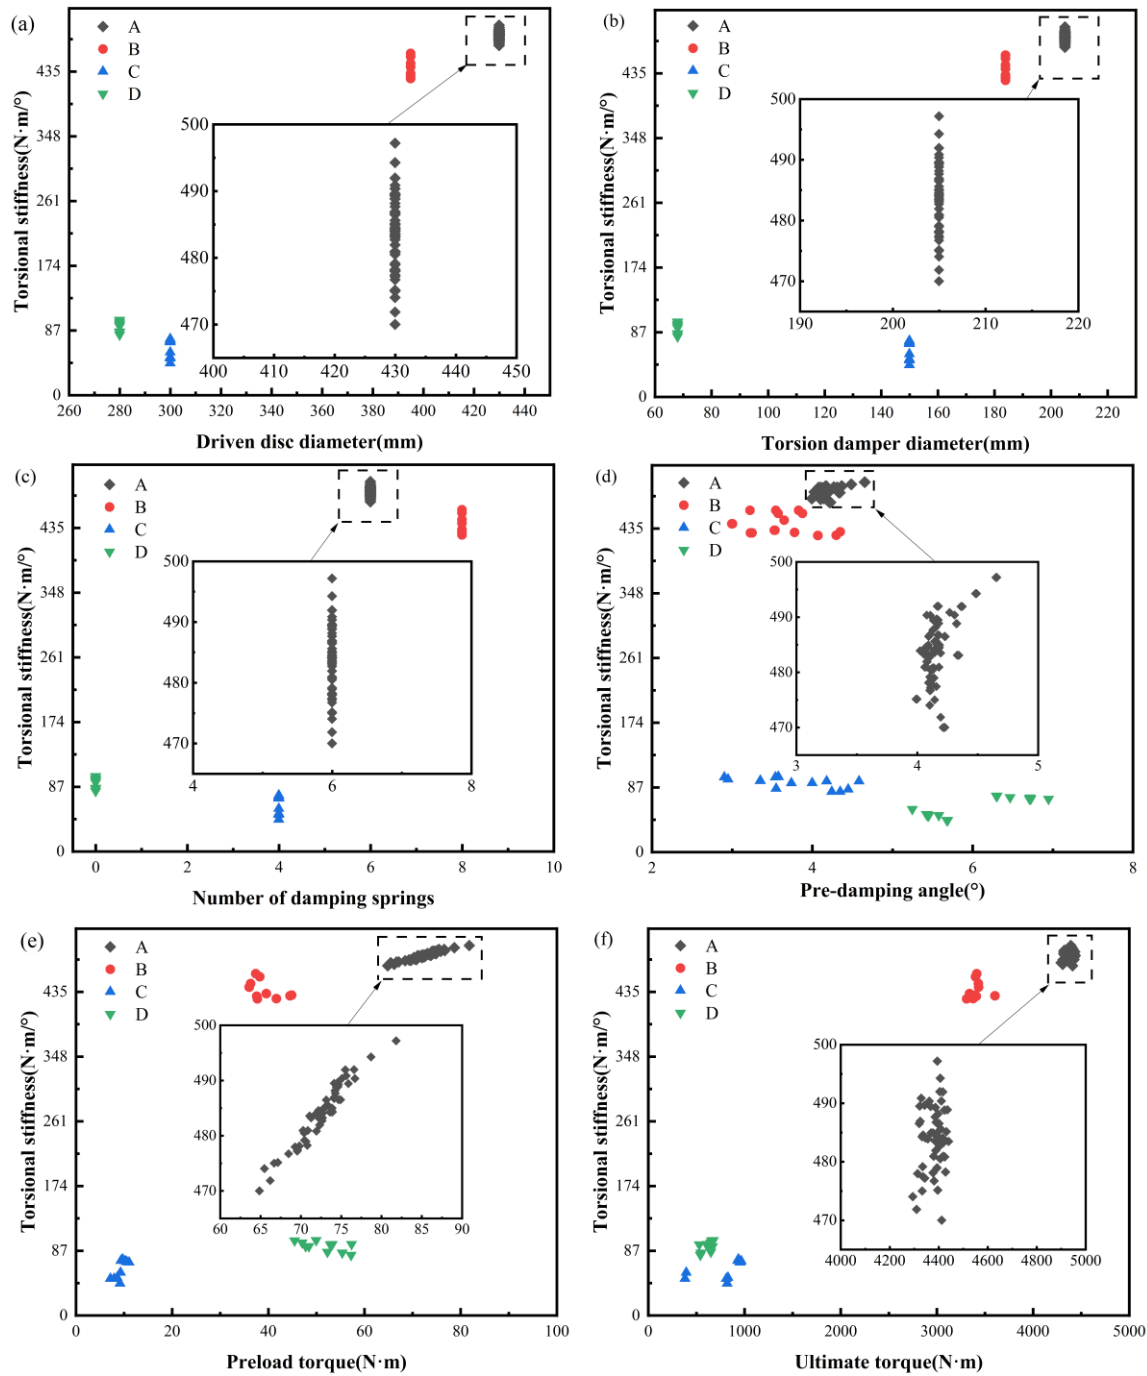 (a)
A
B
C
D
Torsional stiffness(N·m/°)
435
348
261
174
87
0
260 280 300 320 340 360 380 400 420 440
Driven disc diameter(mm)
500
490
480
470
400 410 420 430 440 450
(b)
A
B
C
D
Torsional stiffness(N·m/°)
435
348
261
174
87
0
60 80 100 120 140 160 180 200 220
Torsion damper diameter(mm)
500
490
480
470
190 200 210 220
(c)
A
B
C
D
Torsional stiffness(N·m/°)
435
348
261
174
87
0
0 2 4 6 8 10
Number of damping springs
500
490
480
470
4 6 8
(d)
A
B
C
D
Torsional stiffness(N·m/°)
435
348
261
174
87
0
2 4 6 8
Pre-damping angle(°)
500
490
480
470
3 4 5
(e)
A
B
C
D
Torsional stiffness(N·m/°)
435
348
261
174
87
0
0 20 40 60 80 100
Preload torque(N·m)
500
490
480
470
60 65 70 75 80 85 90
(f)
A
B
C
D
Torsional stiffness(N·m/°)
435
348
261
174
87
0
0 1000 2000 3000 4000 5000
Ultimate torque(N·m)
500
490
480
470
4000 4200 4400 4600 4800 5000